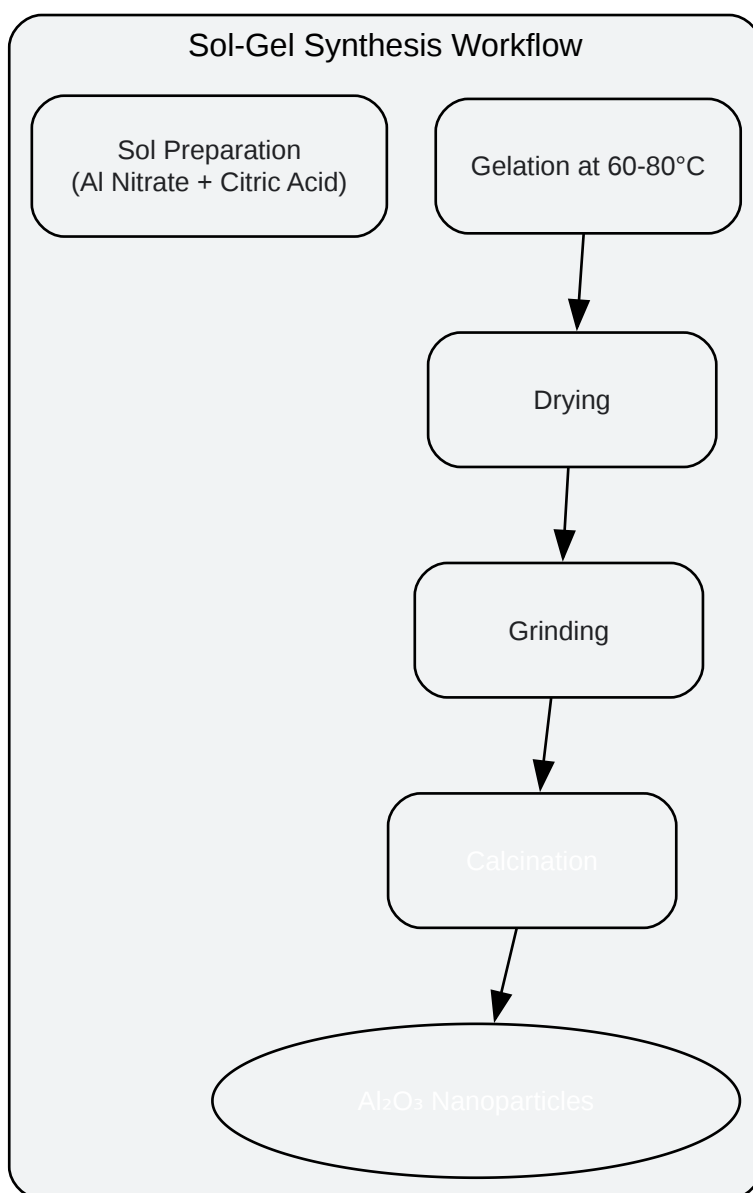 Sol-Gel Synthesis Workflow
Sol Preparation
(Al Nitrate + Citric Acid)
Gelation at 60-80°C
Drying
Grinding
Calcination
Al₂O₃ Nanoparticles